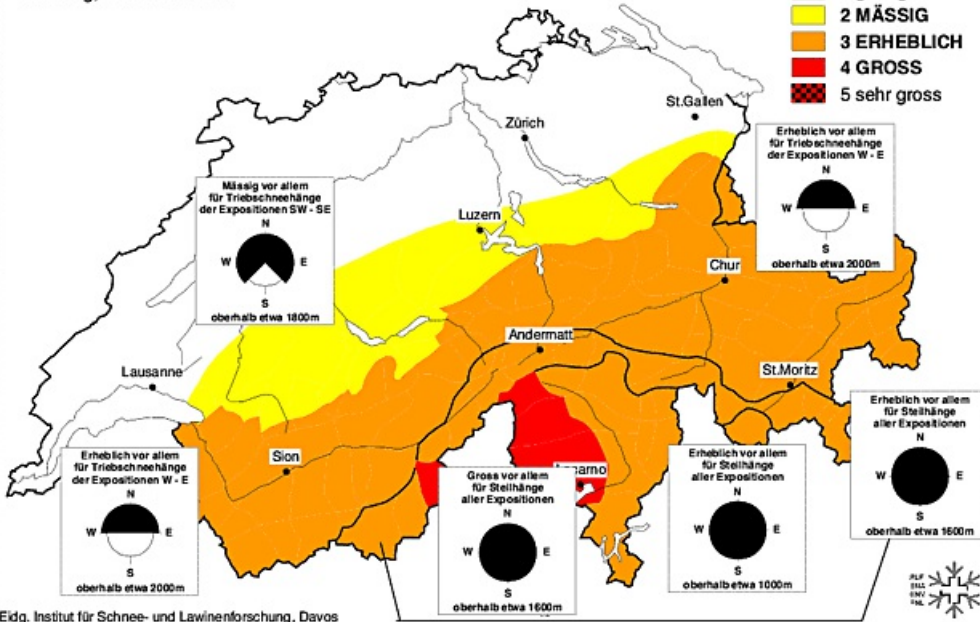 2 MÄSSIG
3 ERHEBLICH
4 GROSS
5 sehr gross
St.Gallen
Zürich
Erheblich vor allem
für Triebschneehänge
der Expositionen W - E
N
W E
S
oberhalb etwa 2000m
Mässig vor allem
für Triebschneehänge
der Expositionen SW - SE
N
W E
S
oberhalb etwa 1800m
Luzern
Chur
Andermatt
Lausanne
St.Moritz
Erheblich vor allem
für Steilhänge
aller Expositionen
N
W E
S
oberhalb etwa 1600m
Sion
Erheblich vor allem
für Triebschneehänge
der Expositionen W - E
N
W E
S
oberhalb etwa 2000m
Gross vor allem
für Steilhänge
aller Expositionen
N
W E
S
oberhalb etwa 1600m
Erheblich vor allem
für Steilhänge
aller Expositionen
N
W E
S
oberhalb etwa 1000m
SLF
Eidg. Institut für Schnee- und Lawinenforschung, Davos